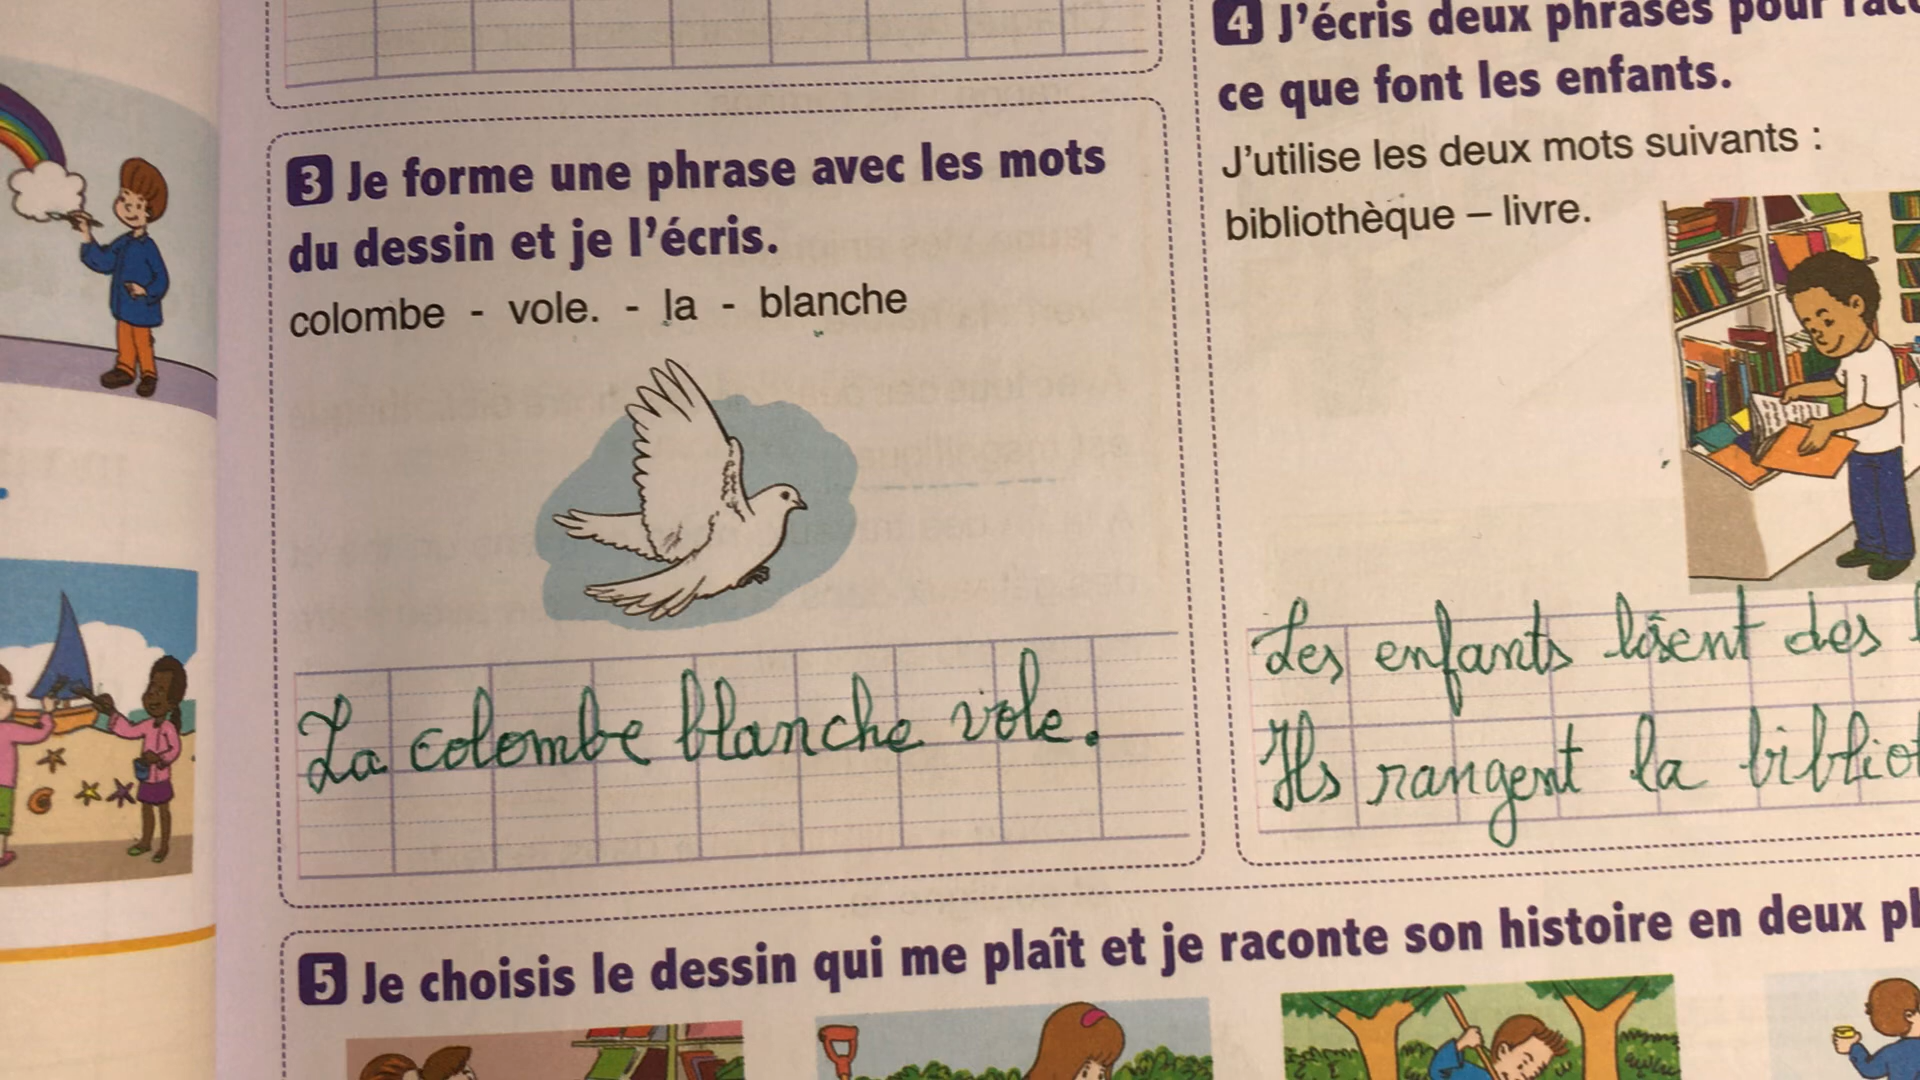 3 Je forme une phrase avec les mots
du dessin et je l'écris.
colombe - vole. - la - blanche
La colombe blanche vole.
4 J'écris deux phrases pour
ce que font les enfants.
J'utilise les deux mots suivants :
bibliothèque – livre.
Les enfants lisent des
Ils rangent la
5 Je choisis le dessin qui me plaît et je raconte son histoire en deux